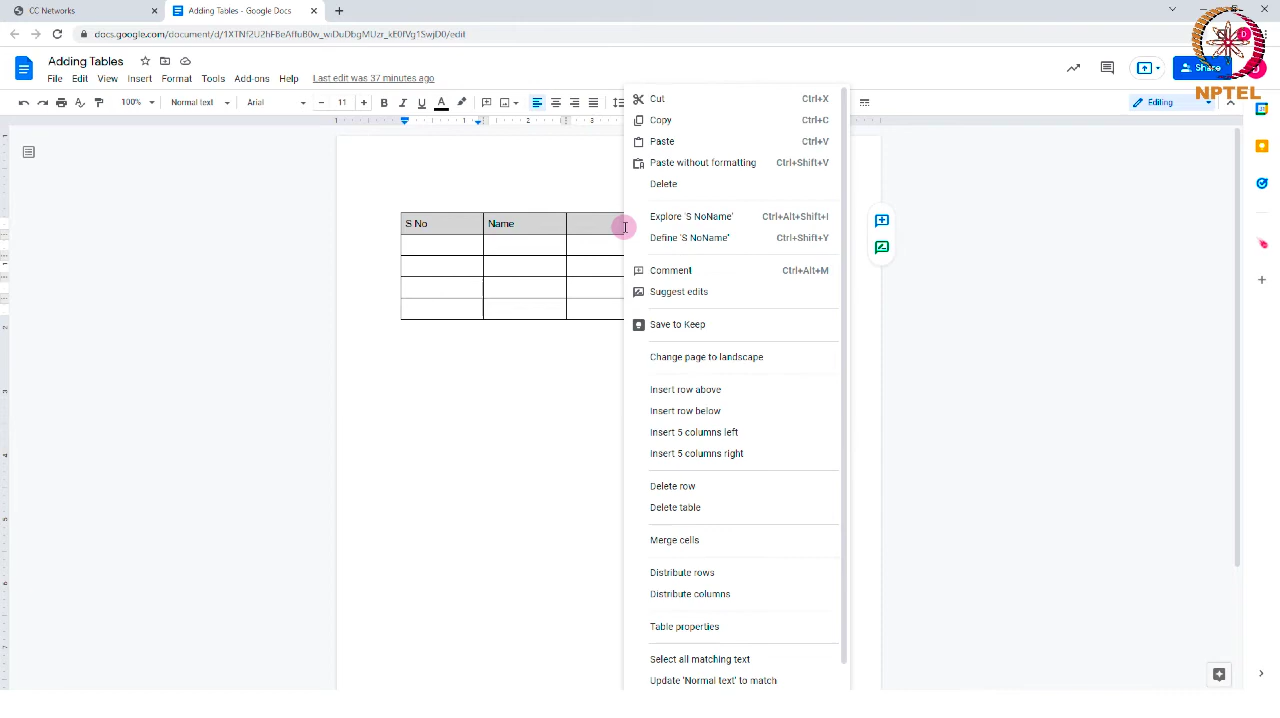 CC Networks
Adding Tables - Google Docs
docs.google.com/document/d/1XTNf2U2hFBeAffuB0w_wiDuDbgMUzr_kE0fVg1SwjD0/edit
Adding Tables
File Edit View Insert Format Tools Add-ons Help Last edit was 37 minutes ago
Share
NPTEL
100% Normal text Arial 11 B I U A Editing
1 1 2 3
S No Name
Cut Ctrl+X
Copy Ctrl+C
Paste Ctrl+V
Paste without formatting Ctrl+Shift+V
Delete
Explore 'S NoName' Ctrl+Alt+Shift+I
Define 'S NoName' Ctrl+Shift+Y
Comment Ctrl+Alt+M
Suggest edits
Save to Keep
Change page to landscape
Insert row above
Insert row below
Insert 5 columns left
Insert 5 columns right
Delete row
Delete table
Merge cells
Distribute rows
Distribute columns
Table properties
Select all matching text
Update 'Normal text' to match